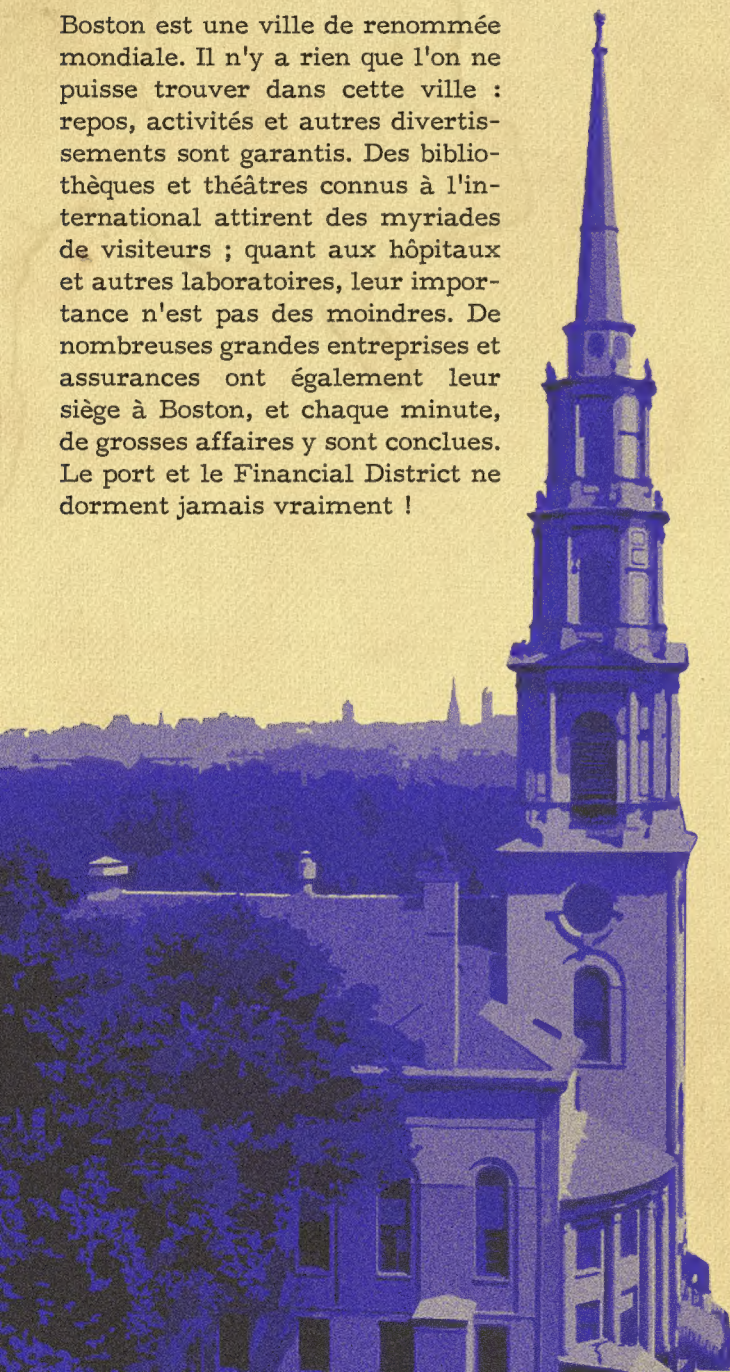 Boston est une ville de renommée
mondiale. Il n'y a rien que l'on ne
puisse trouver dans cette ville :
repos, activités et autres divertis-
sements sont garantis. Des biblio-
thèques et théâtres connus à l'in-
ternational attirent des myriades
de visiteurs ; quant aux hôpitaux
et autres laboratoires, leur impor-
tance n'est pas des moindres. De
nombreuses grandes entreprises et
assurances ont également leur
siège à Boston, et chaque minute,
de grosses affaires y sont conclues.
Le port et le Financial District ne
dorment jamais vraiment !